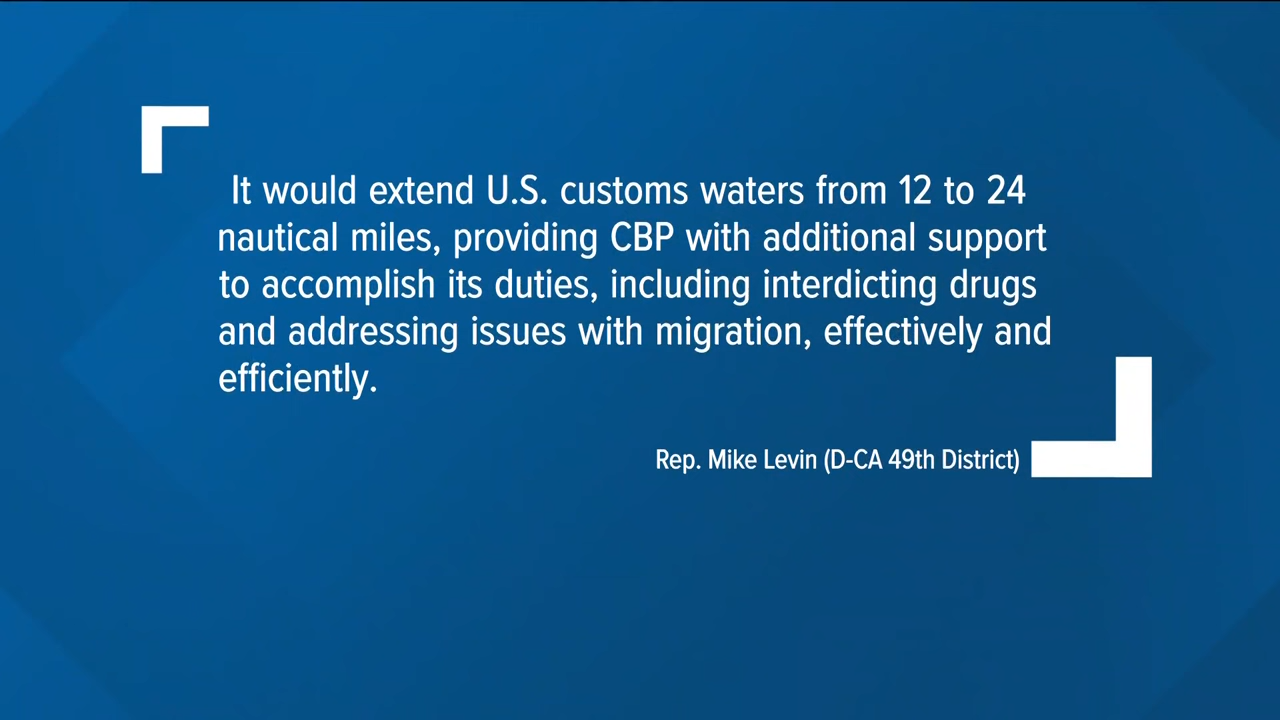 It would extend U.S. customs waters from 12 to 24
nautical miles, providing CBP with additional support
to accomplish its duties, including interdicting drugs
and addressing issues with migration, effectively and
efficiently.
Rep. Mike Levin (D-CA 49th District)